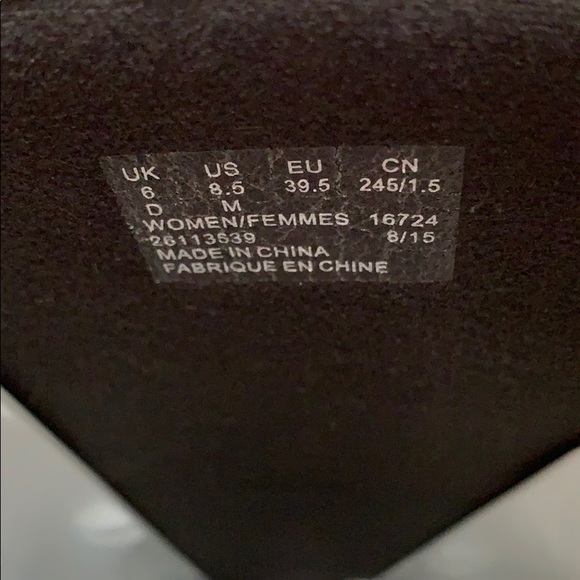 UK US EU CN
6 8.5 39.5 245/1.5
D M
WOMEN/FEMMES 16724
26113539 8/15
MADE IN CHINA
FABRIQUE EN CHINE